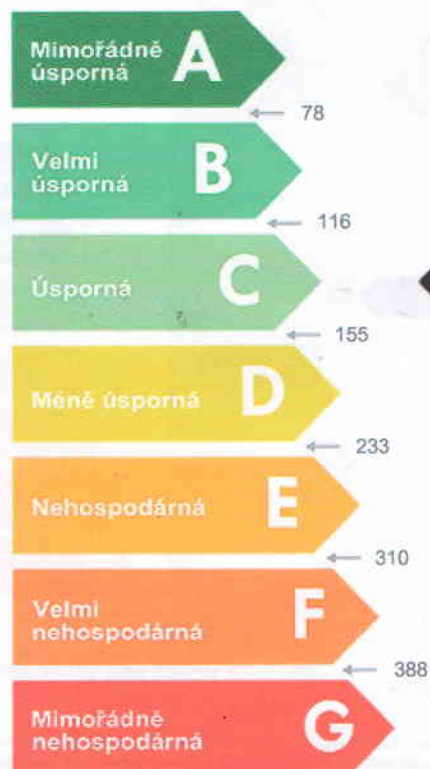 Mimořádně
úsporná
A
78
Velmi
úsporná
B
116
Úsporná
C
155
Méně úsporná
D
233
Nehospodárná
E
310
Velmi
nehospodárná
F
388
Mimořádně
nehospodárná
G